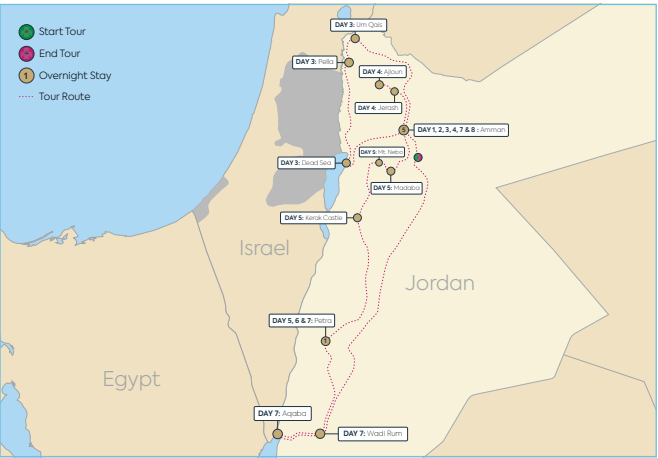 Start Tour
End Tour
1 Overnight Stay
Tour Route
DAY 3: Um Qais
DAY 3: Pella
DAY 4: Ajloun
DAY 4: Jerash
5 DAY 1, 2, 3, 4, 7 & 8: Amman
DAY 5: Mt. Nebo
DAY 3: Dead Sea
DAY 5: Madaba
DAY 5: Kerak Castle
Israel
Jordan
DAY 5, 6 & 7: Petra
1
Egypt
DAY 7: Aqaba
DAY 7: Wadi Rum